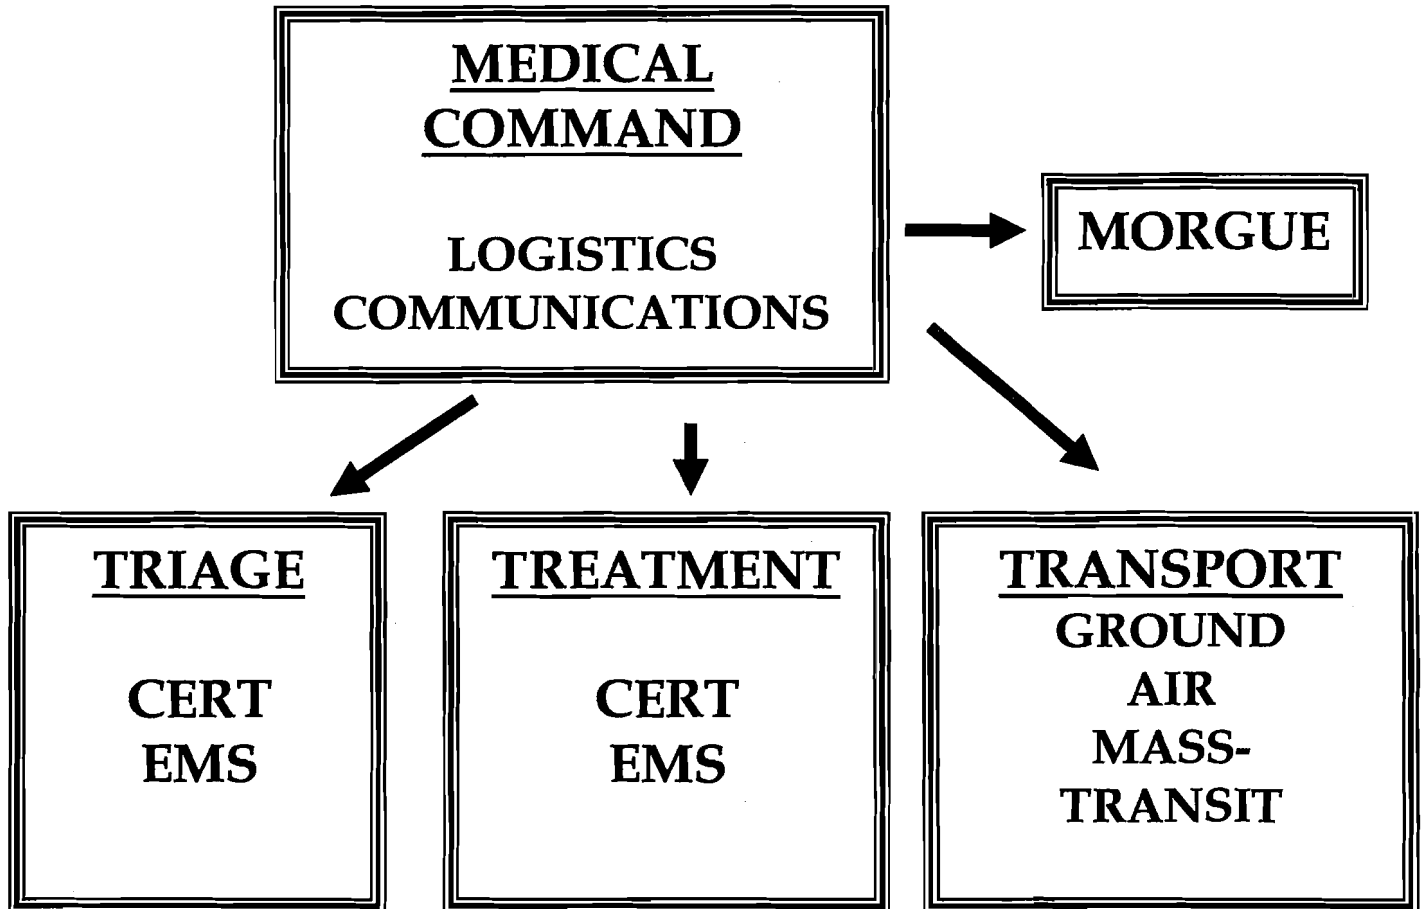 MEDICAL
COMMAND
LOGISTICS
COMMUNICATIONS
MORGUE
TRIAGE
CERT
EMS
TREATMENT
CERT
EMS
TRANSPORT
GROUND
AIR
MASS-
TRANSIT